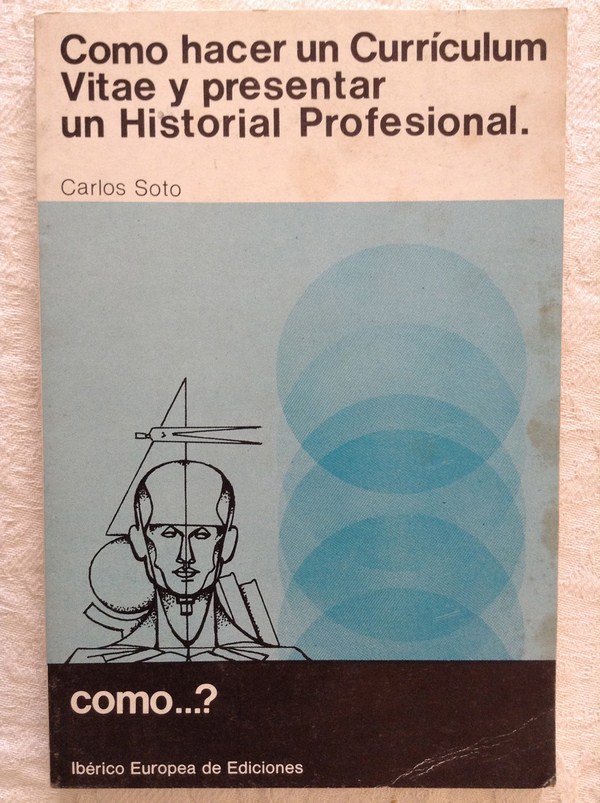 Como hacer un Currículum
Vitae y presentar
un Historial Profesional.
Carlos Soto
como...?
Ibérico Europea de Ediciones